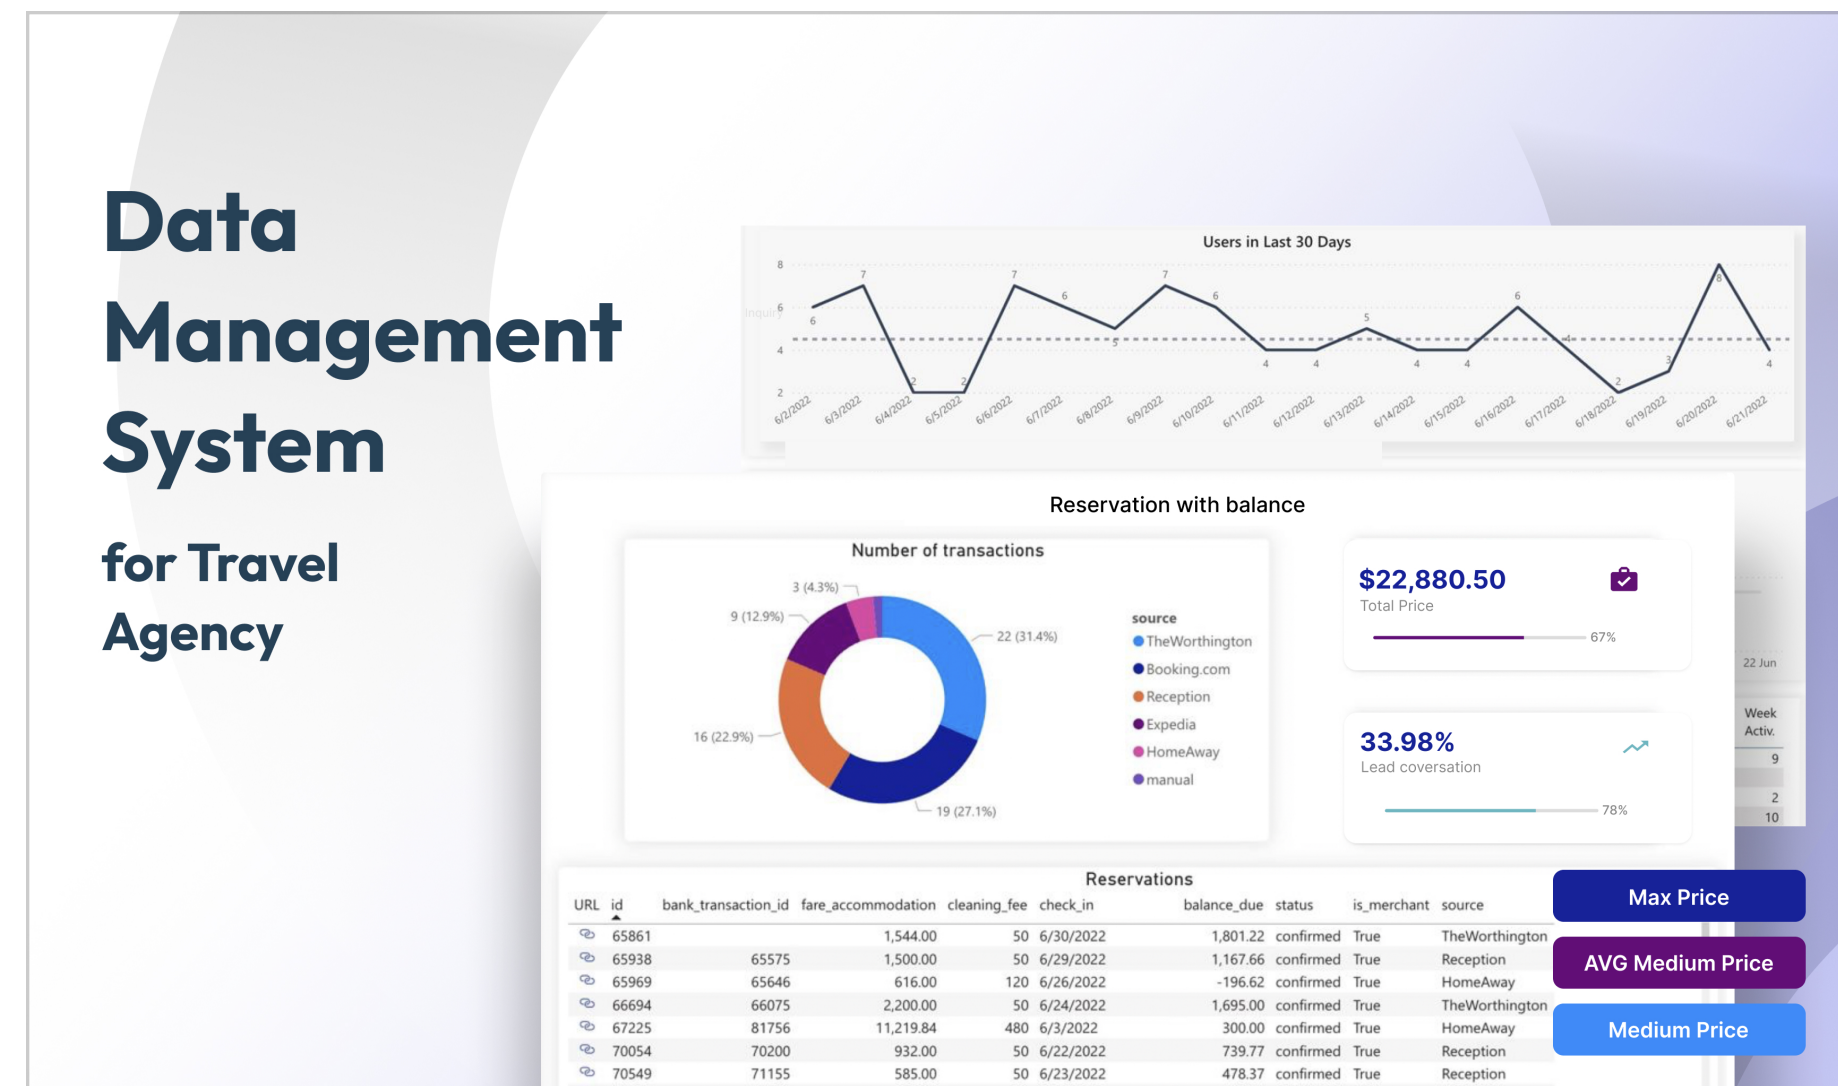 Data
Management
System
for Travel
Agency
Users in Last 30 Days
8
6
4
2
Inquiry
6
7
2
2
7
6
5
7
6
4
4
5
4
4
6
4
2
3
8
4
6/2/2022 6/3/2022 6/4/2022 6/5/2022 6/6/2022 6/7/2022 6/8/2022 6/9/2022 6/10/2022 6/11/2022 6/12/2022 6/13/2022 6/14/2022 6/15/2022 6/16/2022 6/17/2022 6/18/2022 6/19/2022 6/20/2022 6/21/2022
Reservation with balance
Number of transactions
3 (4.3%)
9 (12.9%)
22 (31.4%)
16 (22.9%)
19 (27.1%)
source
TheWorthington
Booking.com
Reception
Expedia
HomeAway
manual
$22,880.50
Total Price
67%
33.98%
Lead coversation
78%
22 Jun
Week
Activ.
9
2
10
Reservations
URL id bank_transaction_id fare_accommodation cleaning_fee check_in balance_due status is_merchant source
65861 1,544.00 50 6/30/2022 1,801.22 confirmed True TheWorthington
65938 65575 1,500.00 50 6/29/2022 1,167.66 confirmed True Reception
65969 65646 616.00 120 6/26/2022 -196.62 confirmed True HomeAway
66694 66075 2,200.00 50 6/24/2022 1,695.00 confirmed True TheWorthington
67225 81756 11,219.84 480 6/3/2022 300.00 confirmed True HomeAway
70054 70200 932.00 50 6/22/2022 739.77 confirmed True Reception
70549 71155 585.00 50 6/23/2022 478.37 confirmed True Reception
Max Price
AVG Medium Price
Medium Price